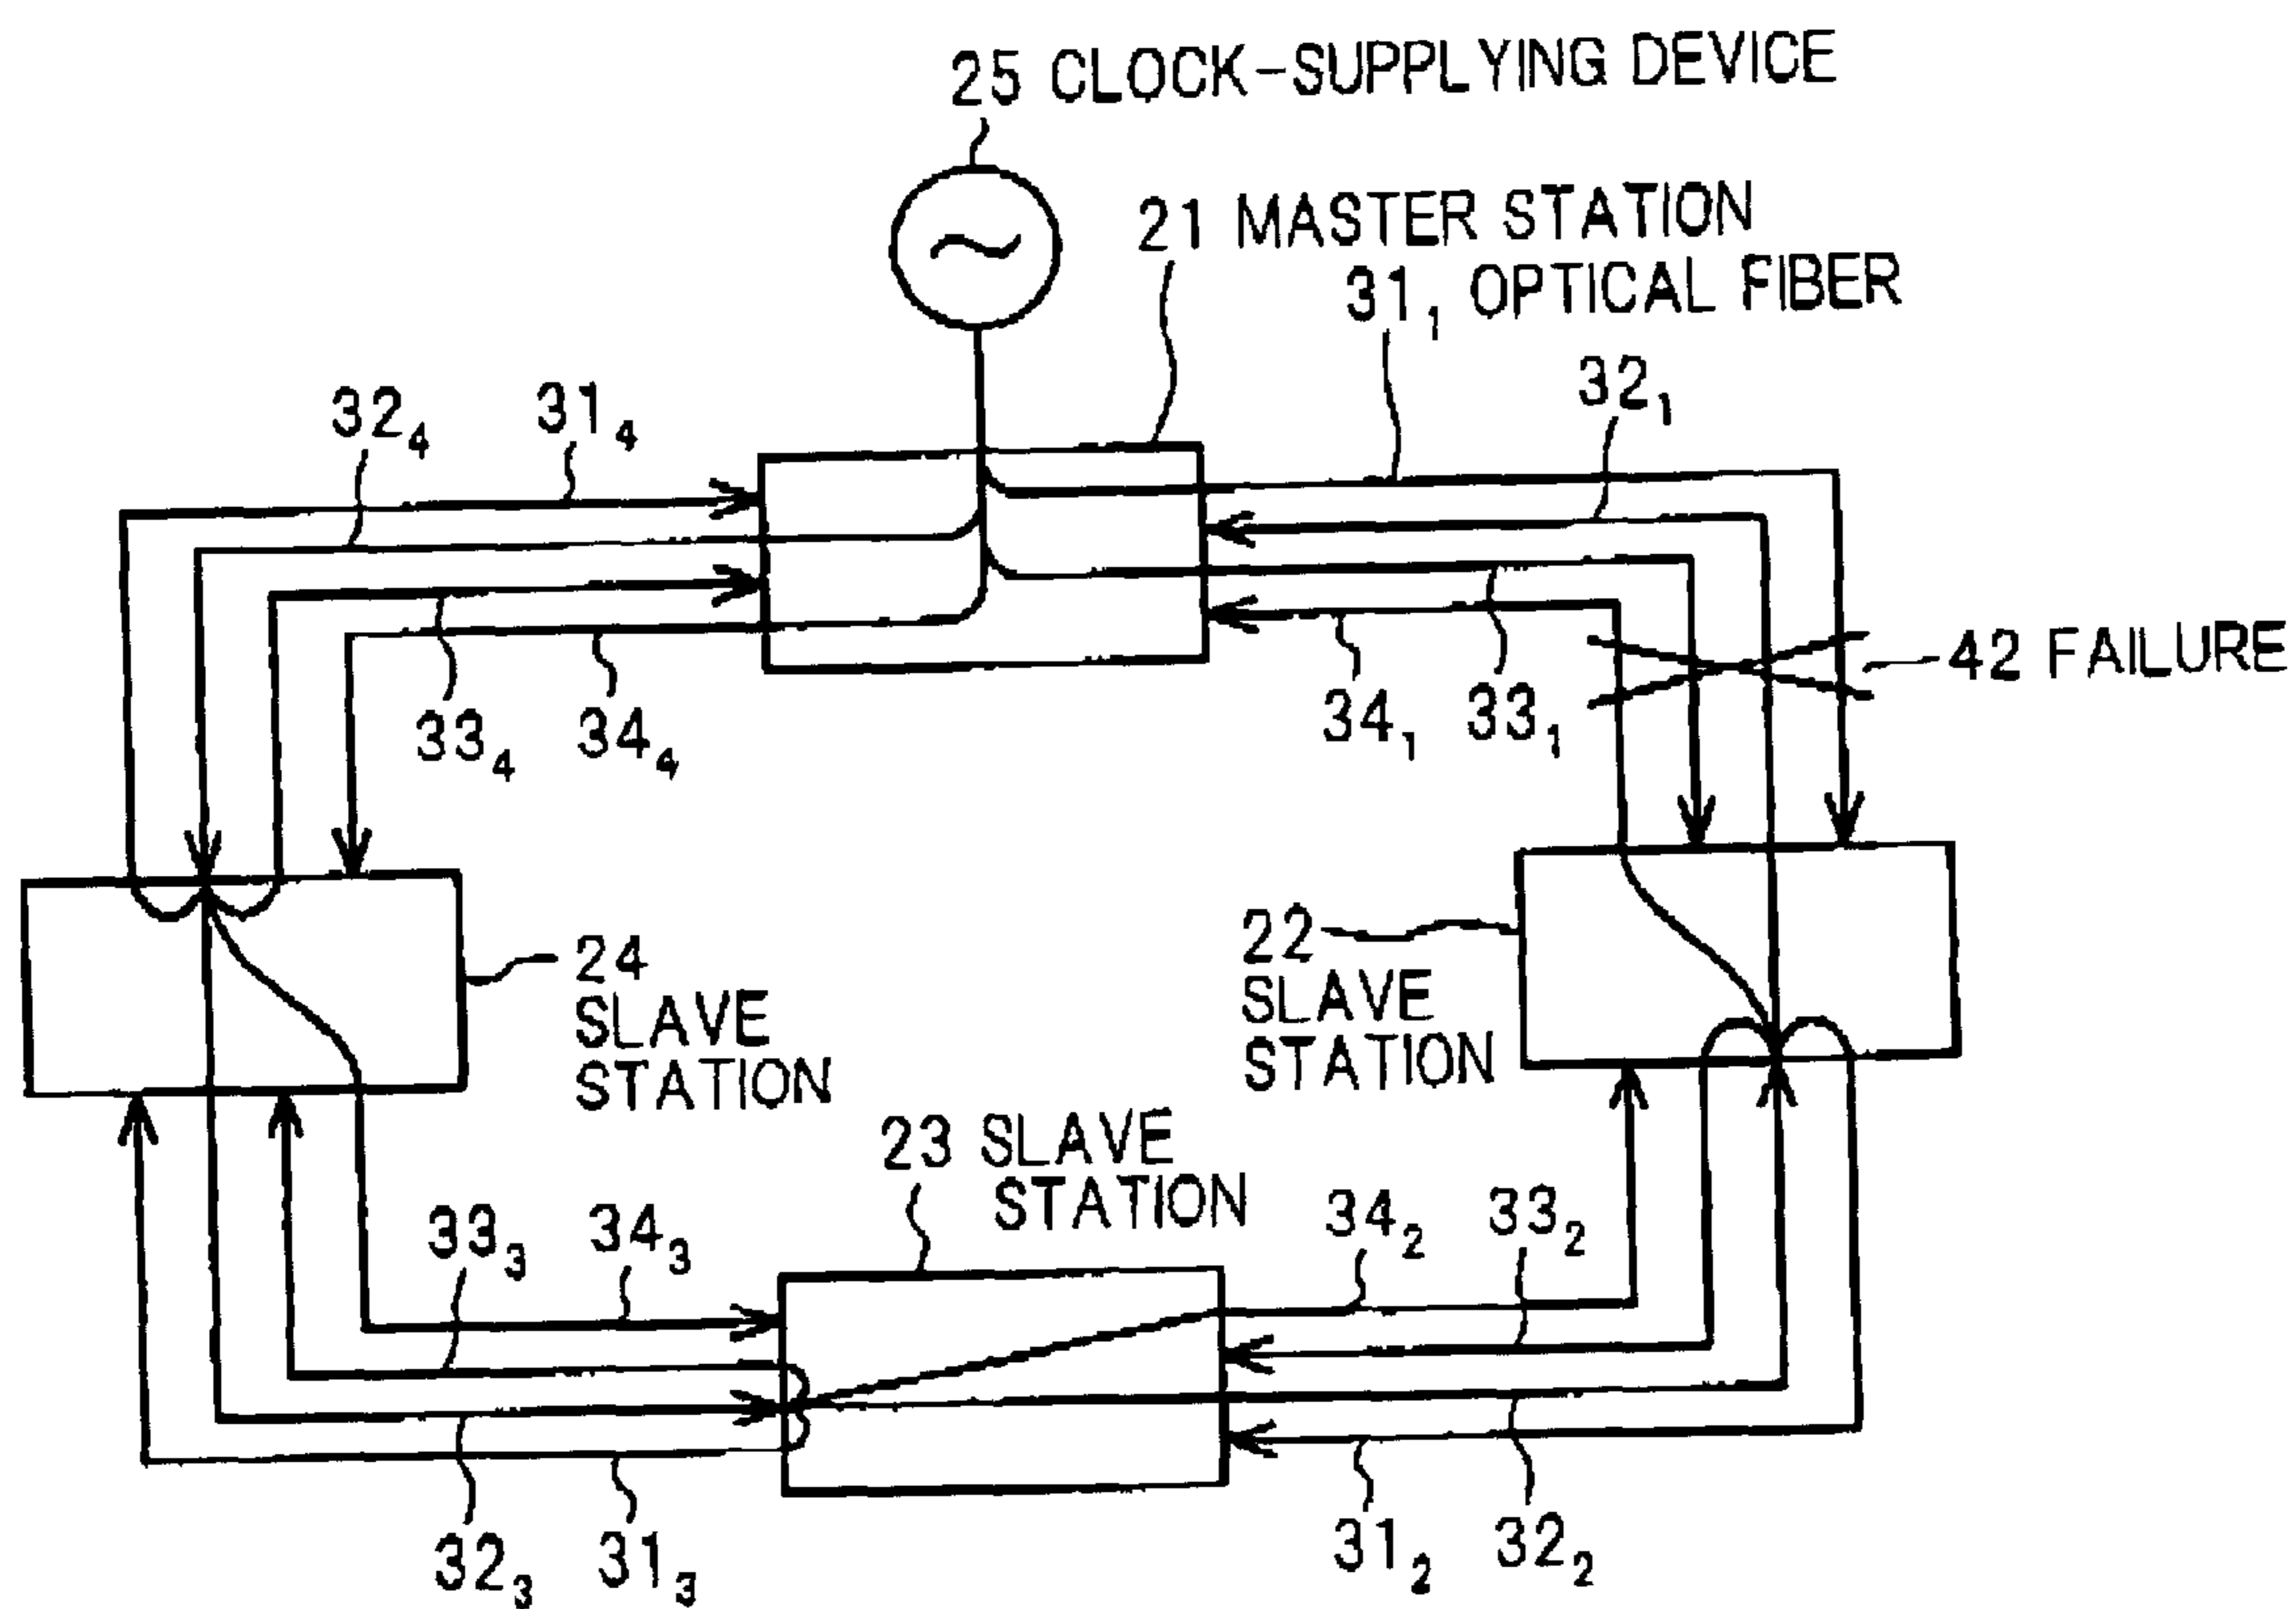 25 CLOCK-SUPPLYING DEVICE
21 MASTER STATION
31₁ OPTICAL FIBER
32₁
32₄
31₄
42 FAILURE
33₄
34₄
34₁
33₁
24
SLAVE
STATION
22
SLAVE
STATION
23 SLAVE
STATION
33₃
34₃
34₂
33₂
32₃
31₃
31₂
32₂